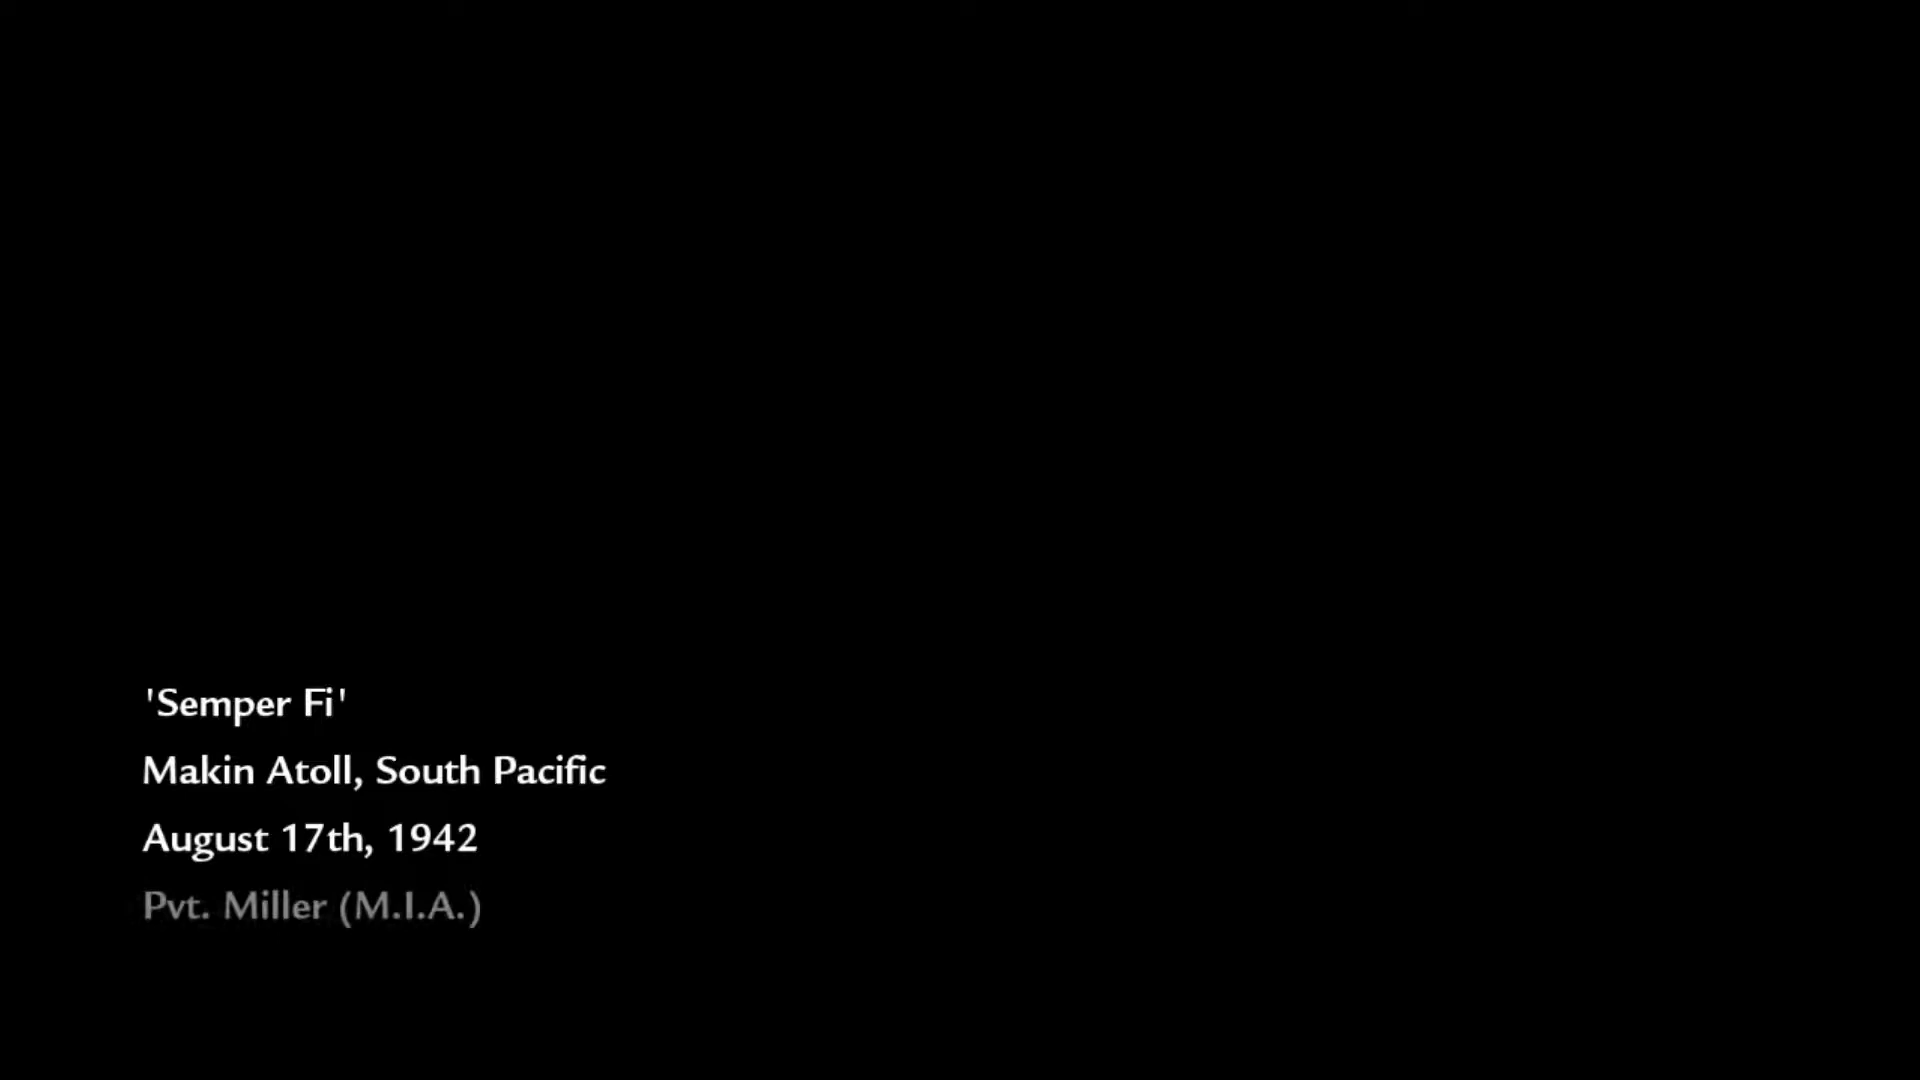 'Semper Fi'
Makin Atoll, South Pacific
August 17th, 1942
Pvt. Miller (M.I.A.)